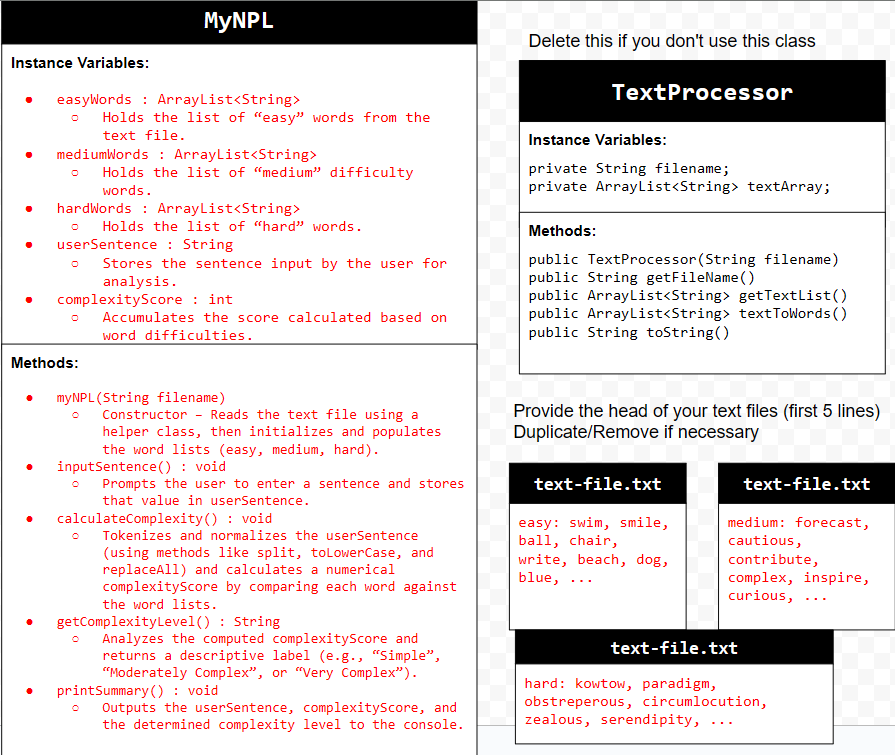 MyNPL
Instance Variables:
● easyWords : ArrayList<String>
○ Holds the list of “easy” words from the
text file.
● mediumWords : ArrayList<String>
○ Holds the list of “medium” difficulty
words.
● hardWords : ArrayList<String>
○ Holds the list of “hard” words.
● userSentence : String
○ Stores the sentence input by the user for
analysis.
● complexityScore : int
○ Accumulates the score calculated based on
word difficulties.
Methods:
● myNPL(String filename)
○ Constructor – Reads the text file using a
helper class, then initializes and populates
the word lists (easy, medium, hard).
● inputSentence() : void
○ Prompts the user to enter a sentence and stores
that value in userSentence.
● calculateComplexity() : void
○ Tokenizes and normalizes the userSentence
(using methods like split, toLowerCase, and
replaceAll) and calculates a numerical
complexityScore by comparing each word against
the word lists.
● getComplexityLevel() : String
○ Analyzes the computed complexityScore and
returns a descriptive label (e.g., “Simple”,
“Moderately Complex”, or “Very Complex”).
● printSummary() : void
○ Outputs the userSentence, complexityScore, and
the determined complexity level to the console.
Delete this if you don't use this class
TextProcessor
Instance Variables:
private String filename;
private ArrayList<String> textArray;
Methods:
public TextProcessor(String filename)
public String getFileName()
public ArrayList<String> getTextList()
public ArrayList<String> textToWords()
public String toString()
Provide the head of your text files (first 5 lines)
Duplicate/Remove if necessary
text-file.txt
easy: swim, smile,
ball, chair,
write, beach, dog,
blue, ...
text-file.txt
medium: forecast,
cautious,
contribute,
complex, inspire,
curious, ...
text-file.txt
hard: kowtow, paradigm,
obstreperous, circumlocution,
zealous, serendipity, ...